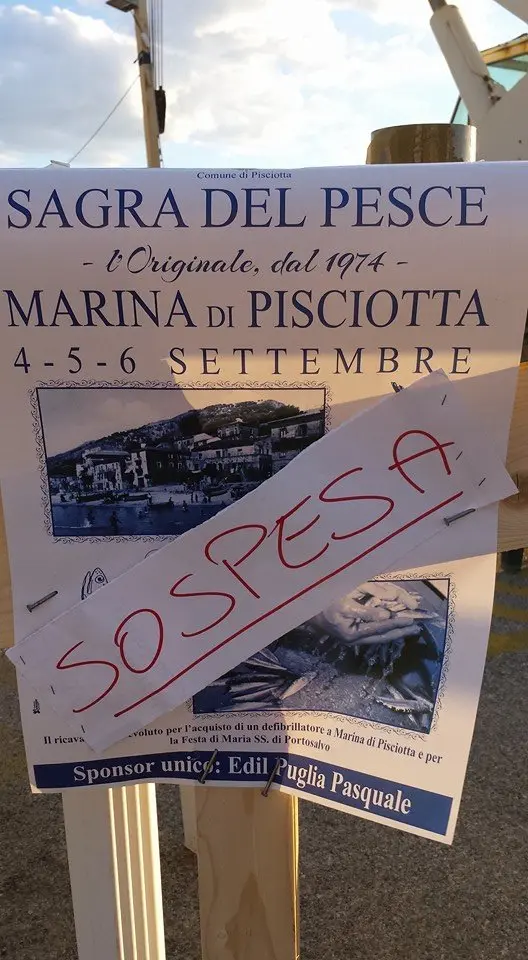 Comune di Pisciotta
SAGRA DEL PESCE
- l'Originale, dal 1974 -
MARINA DI PISCIOTTA
4 - 5 - 6 SETTEMBRE
SOSPESA
Il evoluto per l'acquisto di un defibrillatore a Marina di Pisciotta e per
la Festa di Maria SS. di Portosalvo
Sponsor unico: Edil Puglia Pasquale